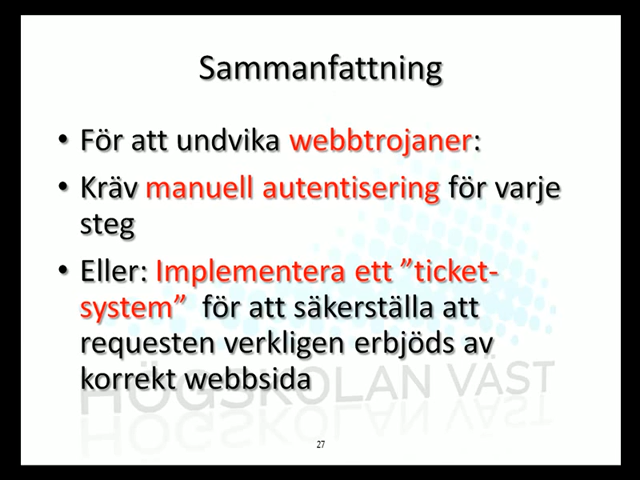 Sammanfattning
• För att undvika webbtrojaner:
• Kräv manuell autentisering för varje
steg
• Eller: Implementera ett ”ticket-
system” för att säkerställa att
requesten verkligen erbjöds av
korrekt webbsida
HÖGSKOLAN VÄST
27